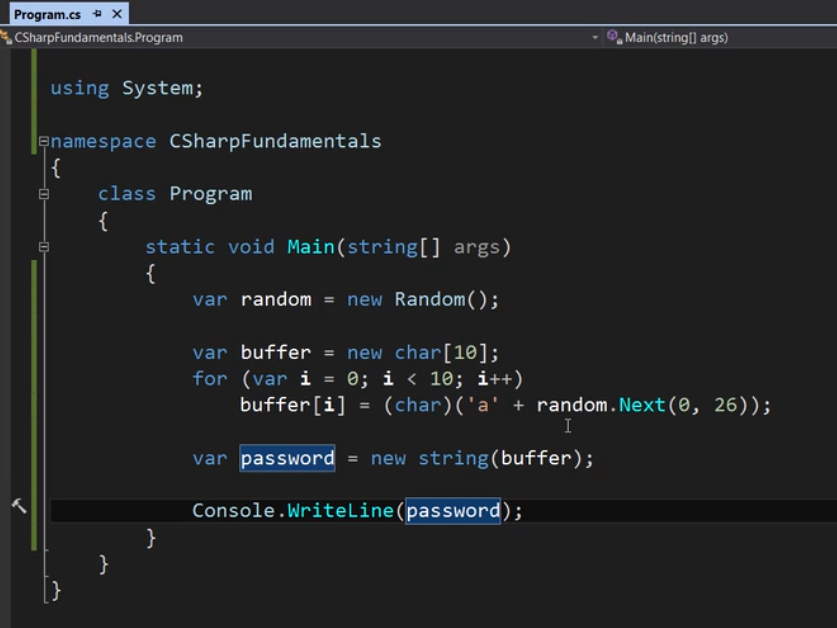 Program.cs
CSharpFundamentals.Program
Main(string[] args)
using System;
namespace CSharpFundamentals
{
class Program
{
static void Main(string[] args)
{
var random = new Random();
var buffer = new char[10];
for (var i = 0; i < 10; i++)
buffer[i] = (char)('a' + random.Next(0, 26));
var password = new string(buffer);
Console.WriteLine(password);
}
}
}